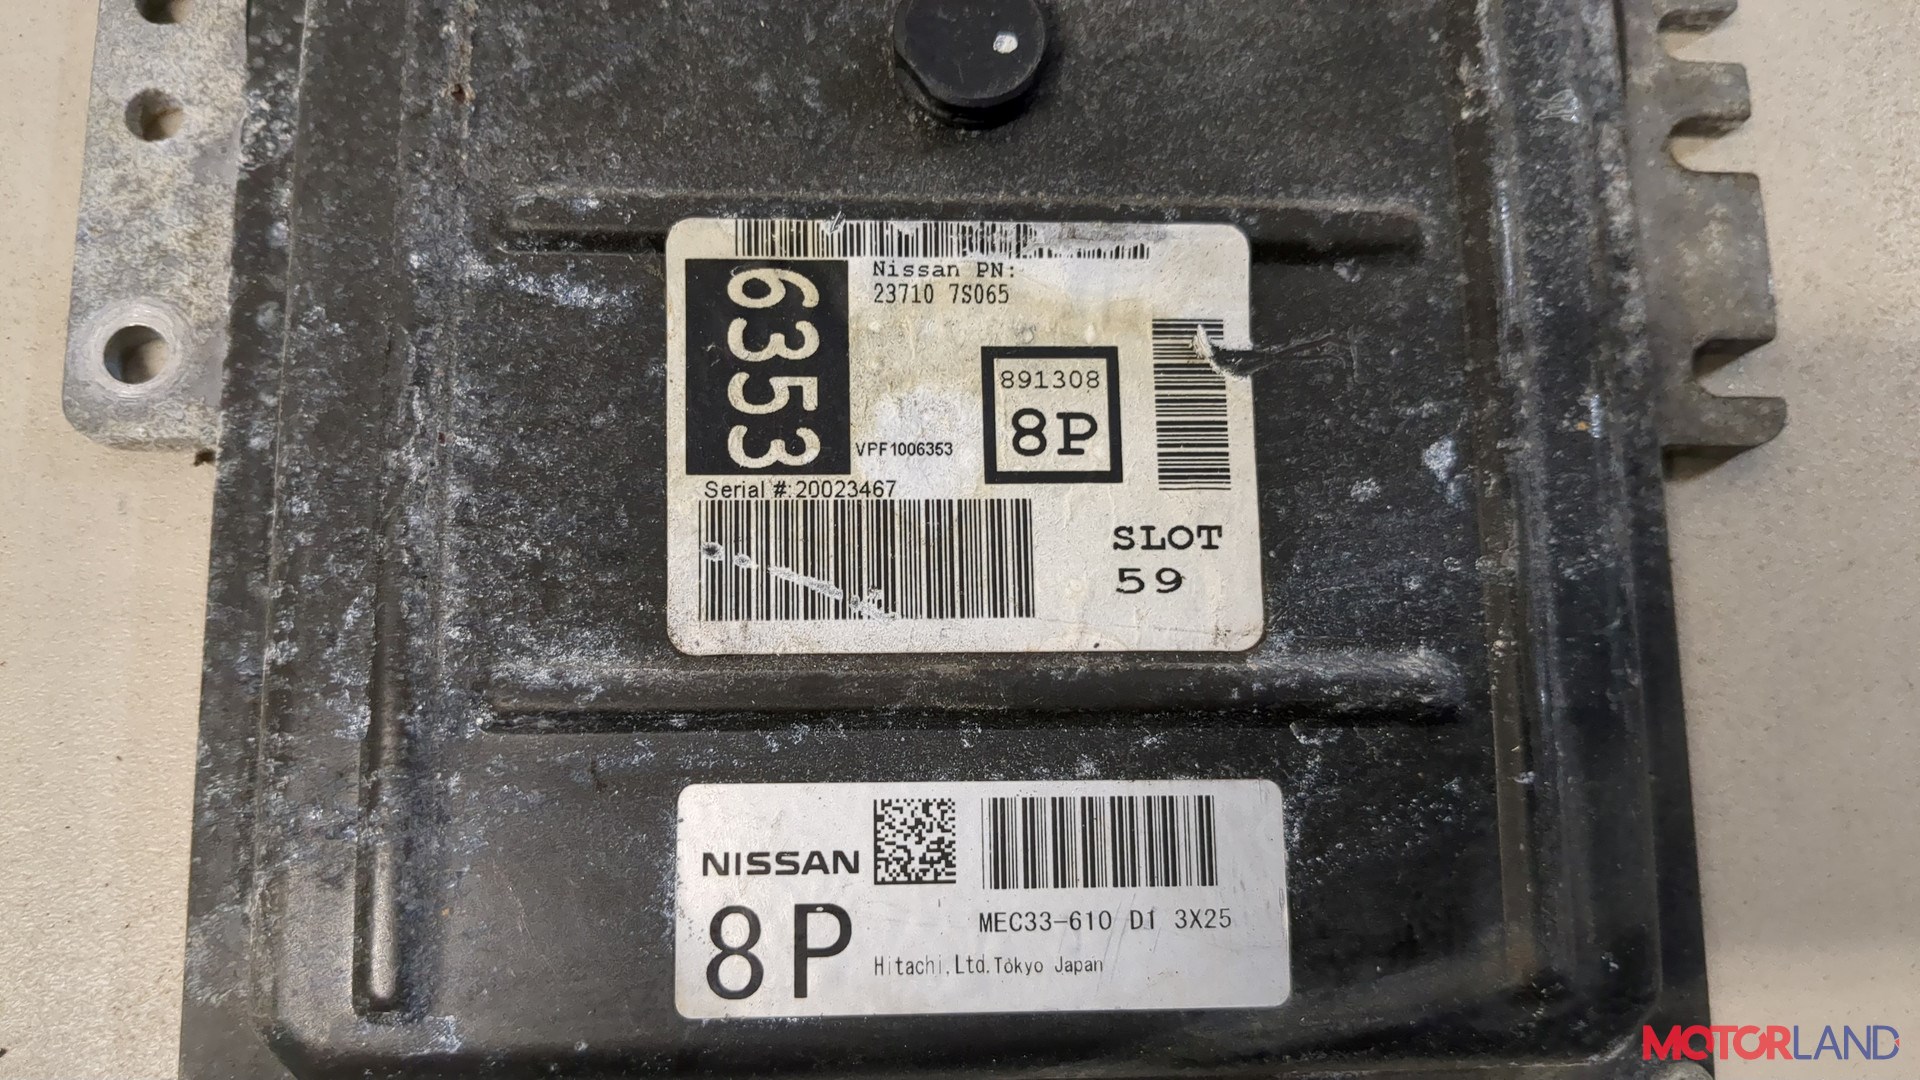 6353
Nissan PN:
23710 7S065
891308
8P
VPF1006353
Serial #:20023467
SLOT
59
NISSAN
8P
MEC33-610 D1 3X25
Hitachi,Ltd.Tokyo Japan
MOTORLAND